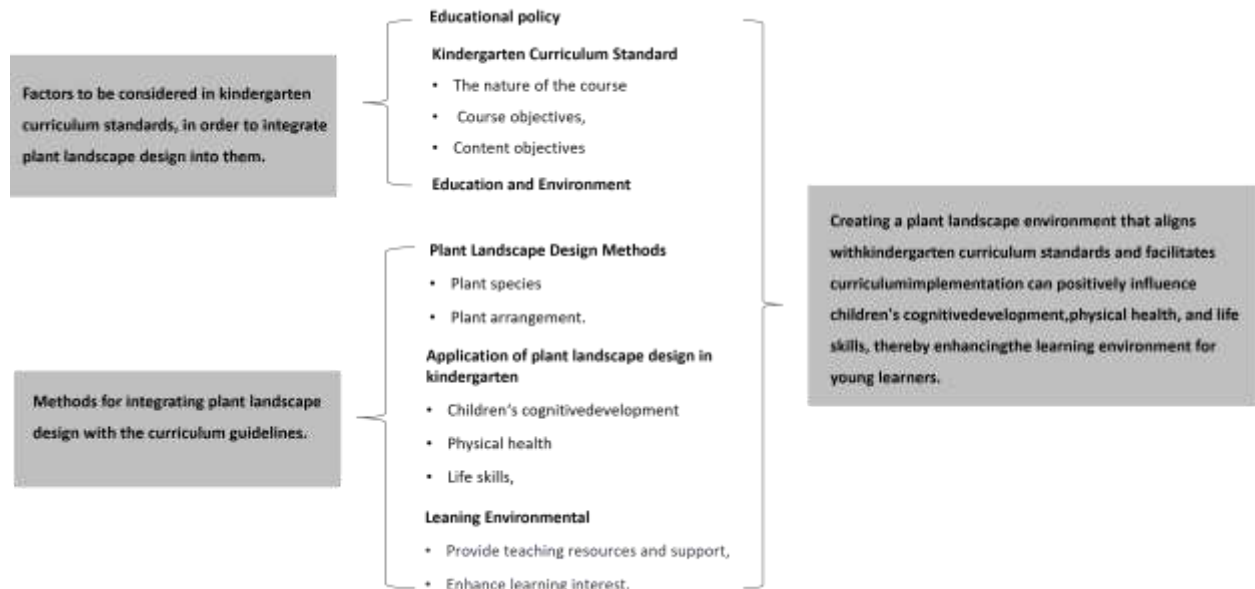 Factors to be considered in kindergarten
curriculum standards, in order to integrate
plant landscape design into them.
Educational policy
Kindergarten Curriculum Standard
• The nature of the course
• Course objectives,
• Content objectives
Education and Environment
Methods for integrating plant landscape
design with the curriculum guidelines.
Plant Landscape Design Methods
• Plant species
• Plant arrangement.
Application of plant landscape design in
kindergarten
• Children's cognitivedevelopment
• Physical health
• Life skills,
Leaning Environmental
• Provide teaching resources and support,
• Enhance learning interest.
Creating a plant landscape environment that aligns
withkindergarten curriculum standards and facilitates
curriculumimplementation can positively influence
children's cognitivedevelopment,physical health, and life
skills, thereby enhancingthe learning environment for
young learners.